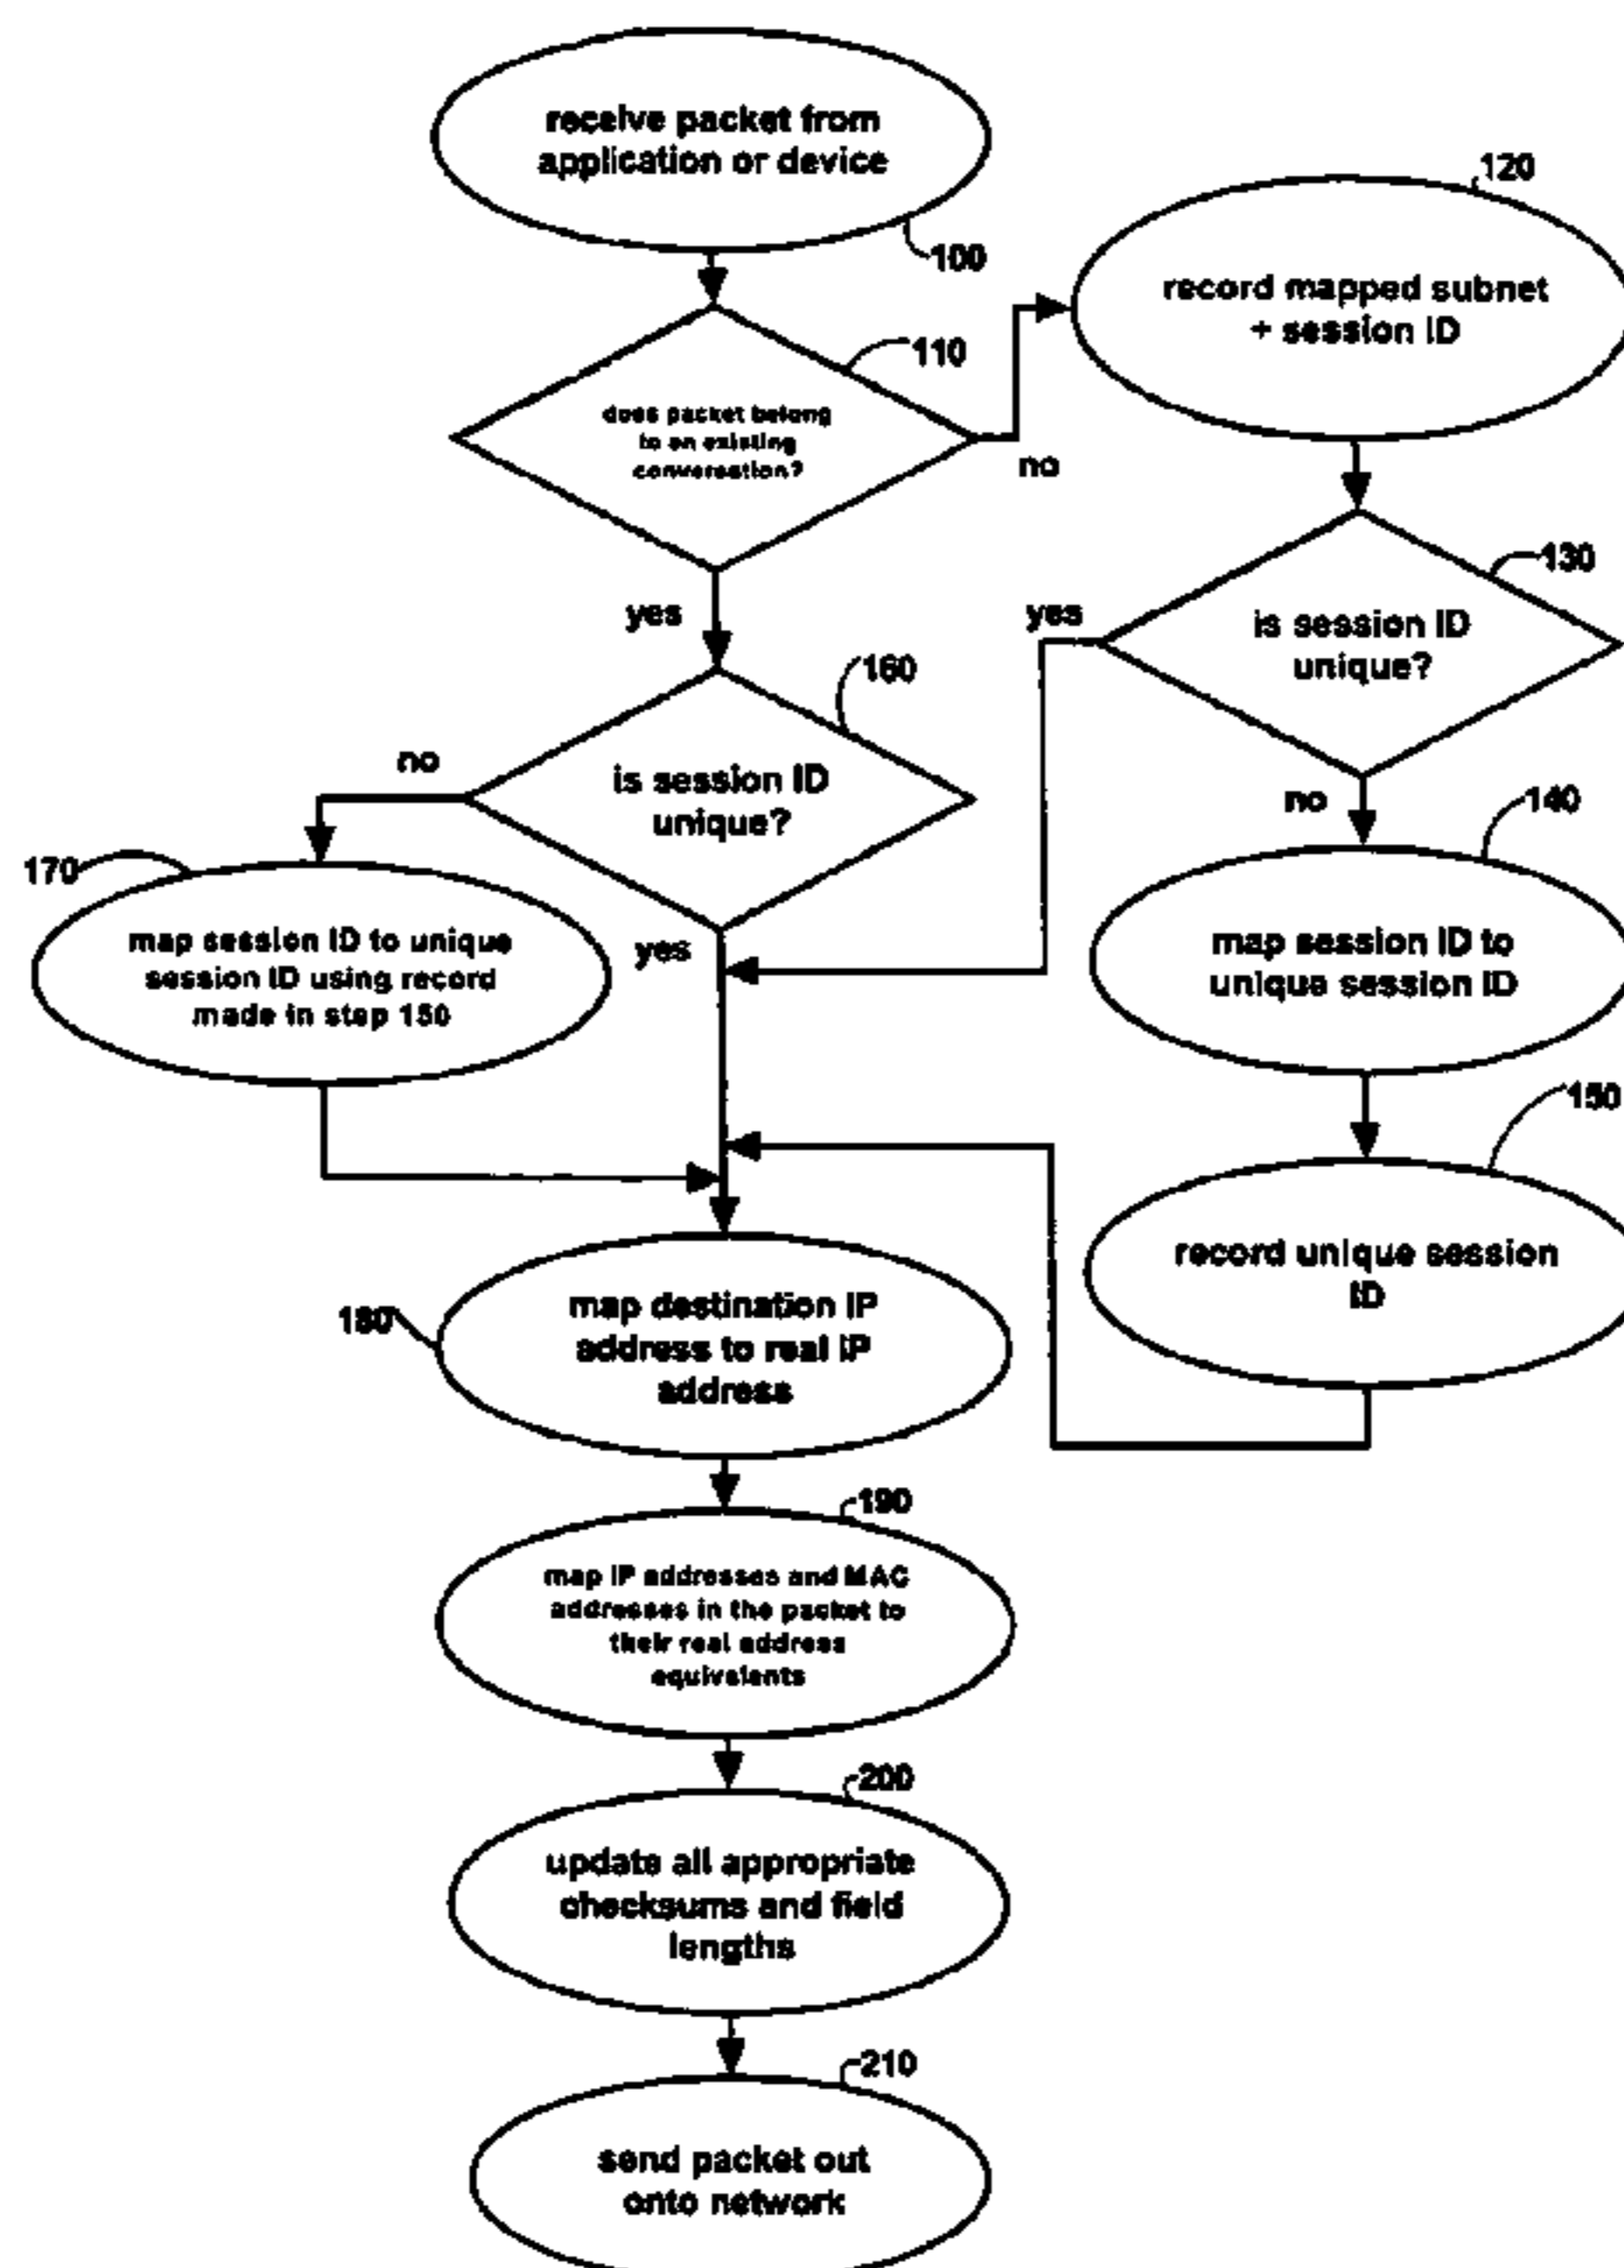 receive packet from
application or device
100
does packet belong
to an existing
conversation?
110
no
yes
120
record mapped subnet
+ session ID
130
is session ID
unique?
yes
no
160
is session ID
unique?
no
yes
140
map session ID to
unique session ID
170
map session ID to unique
session ID using record
made in step 150
150
record unique session
ID
180
map destination IP
address to real IP
address
190
map IP addresses and MAC
addresses in the packet to
their real address
equivalents
200
update all appropriate
checksums and field
lengths
210
send packet out
onto network